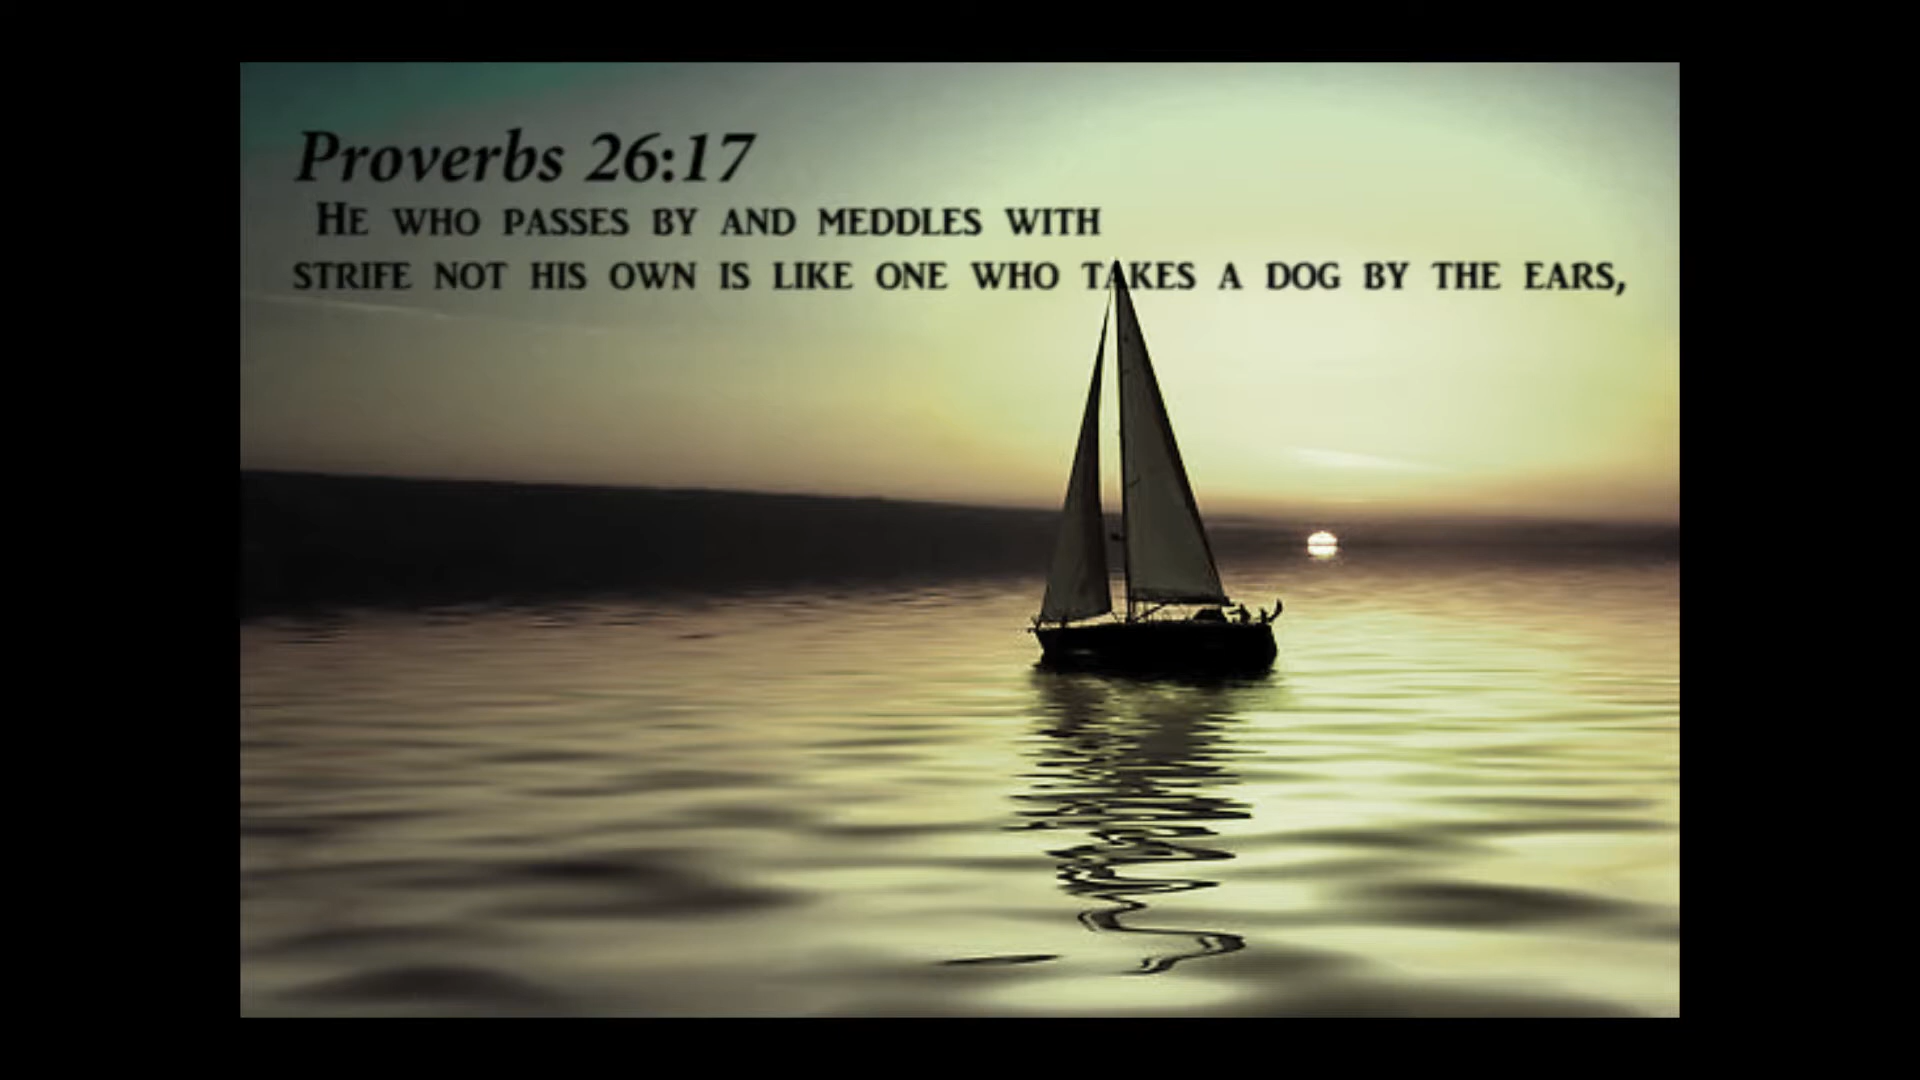 Proverbs 26:17
He who passes by and meddles with
strife not his own is like one who takes a dog by the ears,